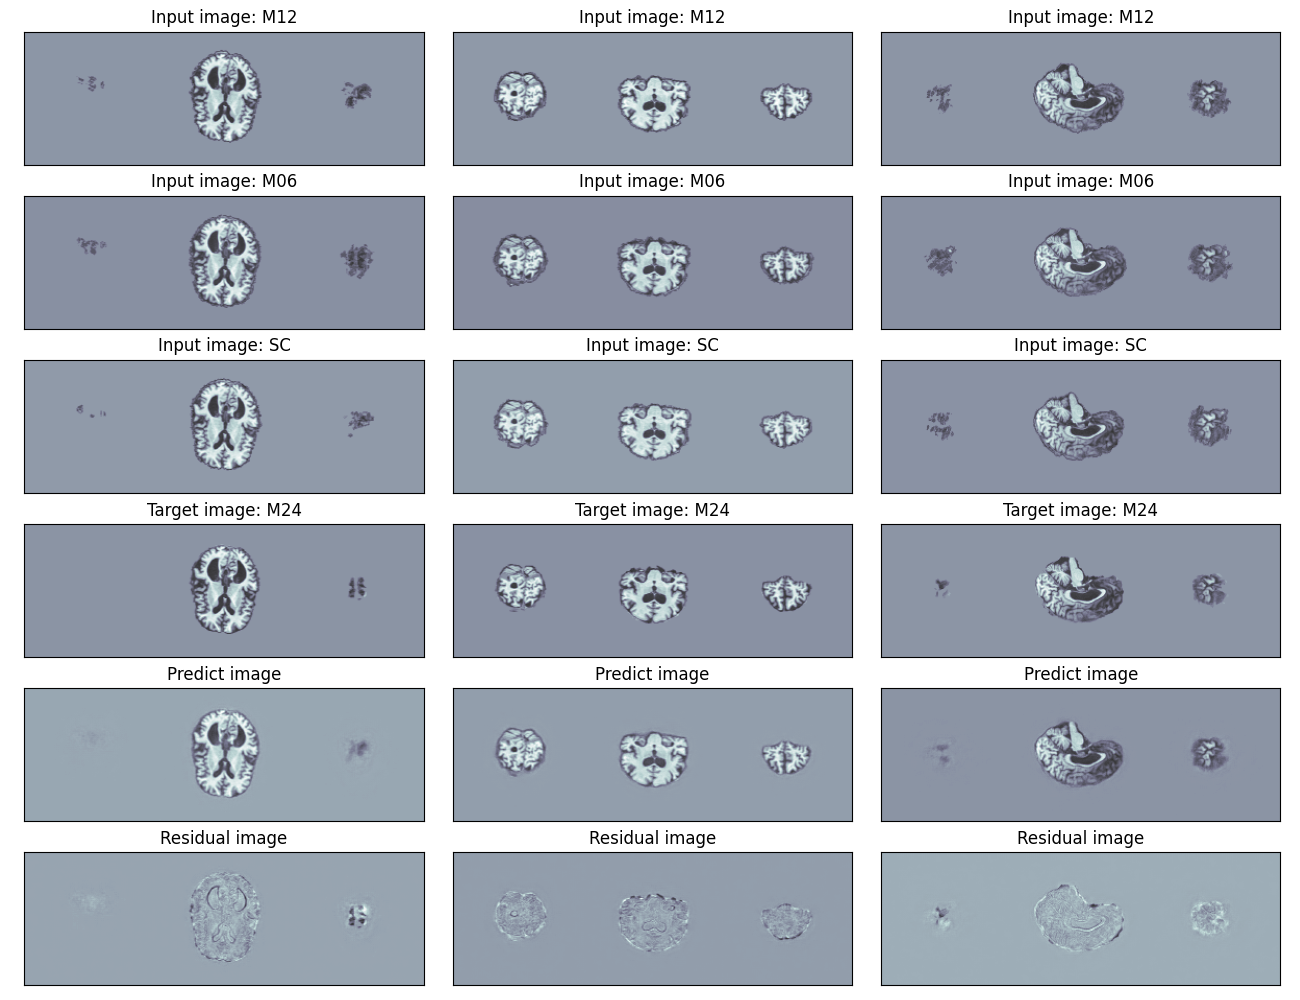 Input image: M12 Input image: M12 Input image: M12
Input image: M06 Input image: M06 Input image: M06
Input image: SC Input image: SC Input image: SC
Target image: M24 Target image: M24 Target image: M24
Predict image Predict image Predict image
Residual image Residual image Residual image